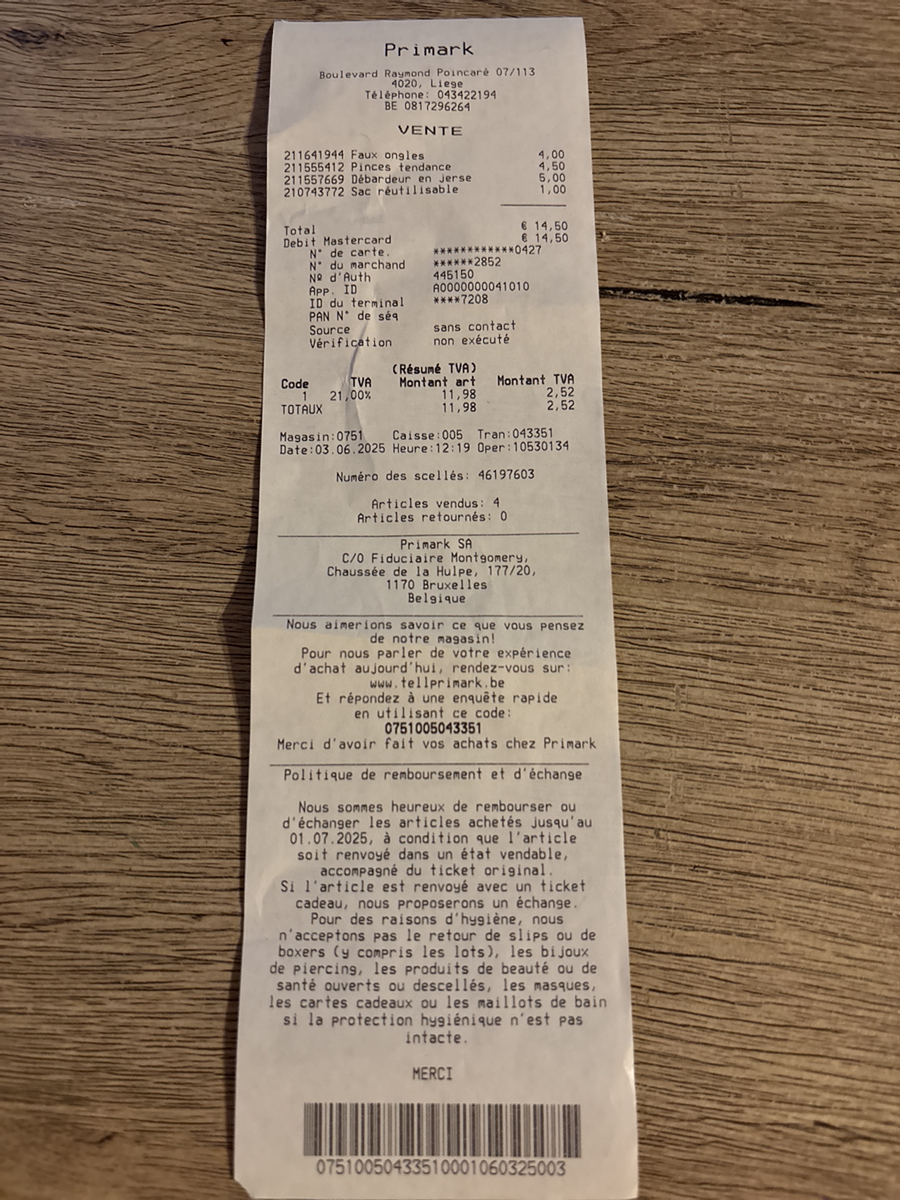 Primark
Boulevard Raymond Poincaré 07/113
4020, Liege
Téléphone: 043422194
BE 0817296264
VENTE
211641944 Faux ongles 4,00
211555412 Pinces tendance 4,50
211557669 Débardeur en jerse 5,00
210743772 Sac réutilisable 1,00
Total € 14,50
Debit Mastercard € 14,50
N° de carte. ************0427
N° du marchand ******2852
Nº d'Auth 445150
App. ID A0000000041010
ID du terminal ****7208
PAN N° de séq
Source sans contact
Vérification non exécuté
(Résumé TVA)
Code TVA Montant art Montant TVA
1 21,00% 11,98 2,52
TOTAUX 11,98 2,52
Magasin:0751 Caisse:005 Tran:043351
Date:03.06.2025 Heure:12:19 Oper:10530134
Numéro des scellés: 46197603
Articles vendus: 4
Articles retournés: 0
Primark SA
C/O Fiduciaire Montgomery,
Chaussée de la Hulpe, 177/20,
1170 Bruxelles
Belgique
Nous aimerions savoir ce que vous pensez
de notre magasin!
Pour nous parler de votre expérience
d'achat aujourd'hui, rendez-vous sur:
www.tellprimark.be
Et répondez à une enquête rapide
en utilisant ce code:
0751005043351
Merci d'avoir fait vos achats chez Primark
Politique de remboursement et d'échange
Nous sommes heureux de rembourser ou
d'échanger les articles achetés jusqu'au
01.07.2025, à condition que l'article
soit renvoyé dans un état vendable,
accompagné du ticket original.
Si l'article est renvoyé avec un ticket
cadeau, nous proposerons un échange.
Pour des raisons d'hygiène, nous
n'acceptons pas le retour de slips ou de
boxers (y compris les lots), les bijoux
de piercing, les produits de beauté ou de
santé ouverts ou descellés, les masques,
les cartes cadeaux ou les maillots de bain
si la protection hygiénique n'est pas
intacte.
MERCI
07510050433510001060325003